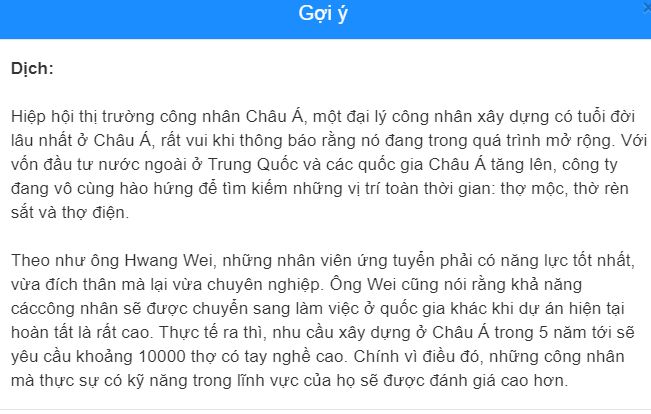 Gợi ý
Dịch:
Hiệp hội thị trường công nhân Châu Á, một đại lý công nhân xây dựng có tuổi đời
lâu nhất ở Châu Á, rất vui khi thông báo rằng nó đang trong quá trình mở rộng. Với
vốn đầu tư nước ngoài ở Trung Quốc và các quốc gia Châu Á tăng lên, công ty
đang vô cùng hào hứng để tìm kiếm những vị trí toàn thời gian: thợ mộc, thờ rèn
sắt và thợ điện.
Theo như ông Hwang Wei, những nhân viên ứng tuyển phải có năng lực tốt nhất,
vừa đích thân mà lại vừa chuyên nghiệp. Ông Wei cũng nói rằng khả năng
cáccông nhân sẽ được chuyển sang làm việc ở quốc gia khác khi dự án hiện tại
hoàn tất là rất cao. Thực tế ra thì, nhu cầu xây dựng ở Châu Á trong 5 năm tới sẽ
yêu cầu khoảng 10000 thợ có tay nghề cao. Chính vì điều đó, những công nhân
mà thực sự có kỹ năng trong lĩnh vực của họ sẽ được đánh giá cao hơn.